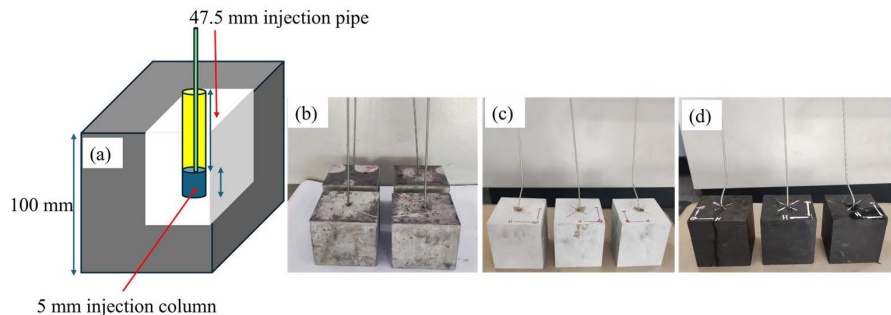 47.5 mm injection pipe
(a)
100 mm
5 mm injection column
(b)
(c)
(d)